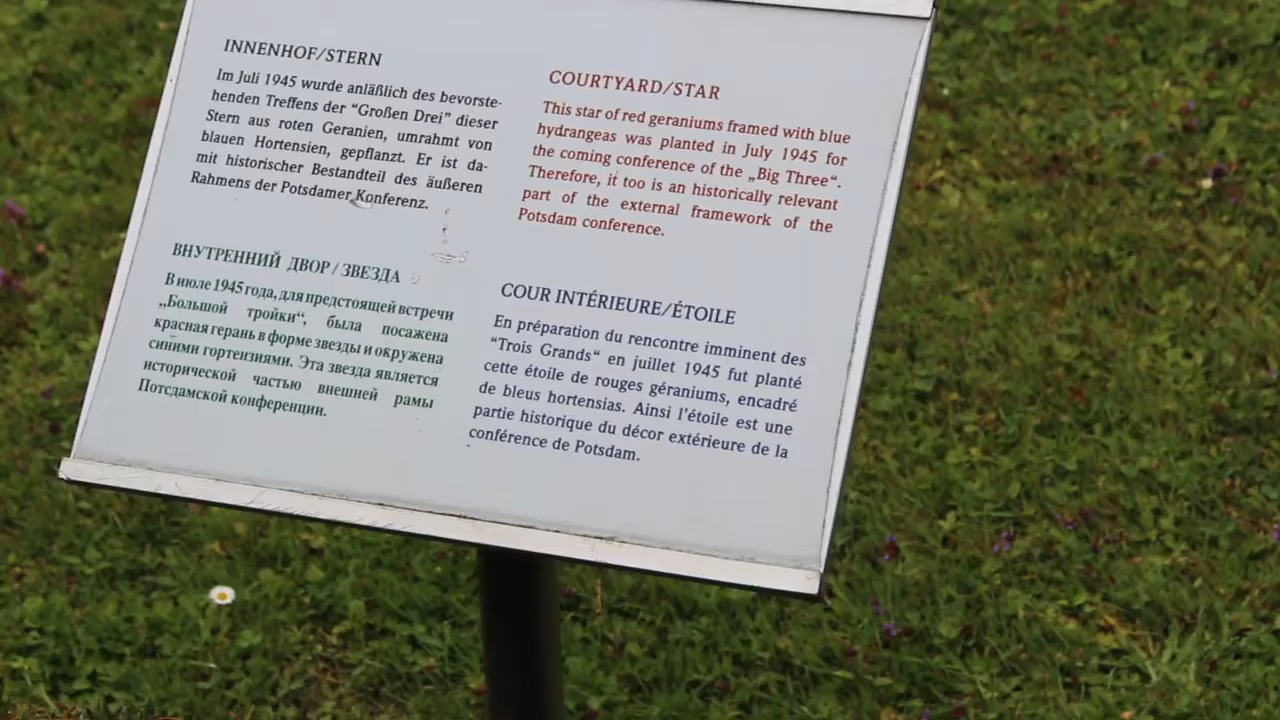 INNENHOF/STERN
Im Juli 1945 wurde anläßlich des bevorste-
henden Treffens der “Großen Drei” dieser
Stern aus roten Geranien, umrahmt von
blauen Hortensien, gepflanzt. Er ist da-
mit historischer Bestandteil des äußeren
Rahmens der Potsdamer Konferenz.
COURTYARD/STAR
This star of red geraniums framed with blue
hydrangeas was planted in July 1945 for
the coming conference of the „Big Three“.
Therefore, it too is an historically relevant
part of the external framework of the
Potsdam conference.
ВНУТРЕННИЙ ДВОР/ЗВЕЗДА
В июле 1945 года, для предстоящей встречи
„Большой тройки“, была посажена
красная герань в форме звезды и окружена
синими гортензиями. Эта звезда является
исторической частью внешней рамы
Потсдамской конференции.
COUR INTÉRIEURE/ÉTOILE
En préparation du rencontre imminent des
“Trois Grands“ en juillet 1945 fut planté
cette étoile de rouges géraniums, encadré
de bleus hortensias. Ainsi l’étoile est une
partie historique du décor extérieure de la
conférence de Potsdam.